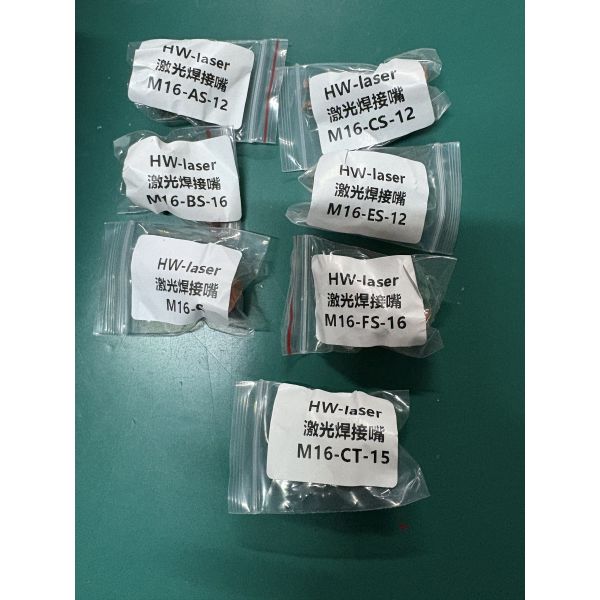 HW-laser
激光焊接嘴
M16-AS-12
HW-laser
激光焊接嘴
M16-CS-12
HW-laser
激光焊接嘴
M16-BS-16
HW-laser
激光焊接嘴
M16-ES-12
HW-laser
激光焊接嘴
M16-S
HW-laser
激光焊接嘴
M16-FS-16
HW-laser
激光焊接嘴
M16-CT-15